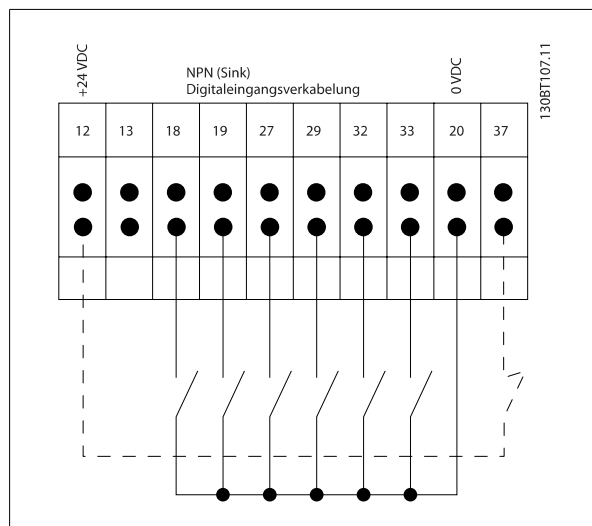 +24 VDC
NPN (Sink)
Digitaleingangsverkabelung
0 VDC
130BT107.11
12 13 18 19 27 29 32 33 20 37